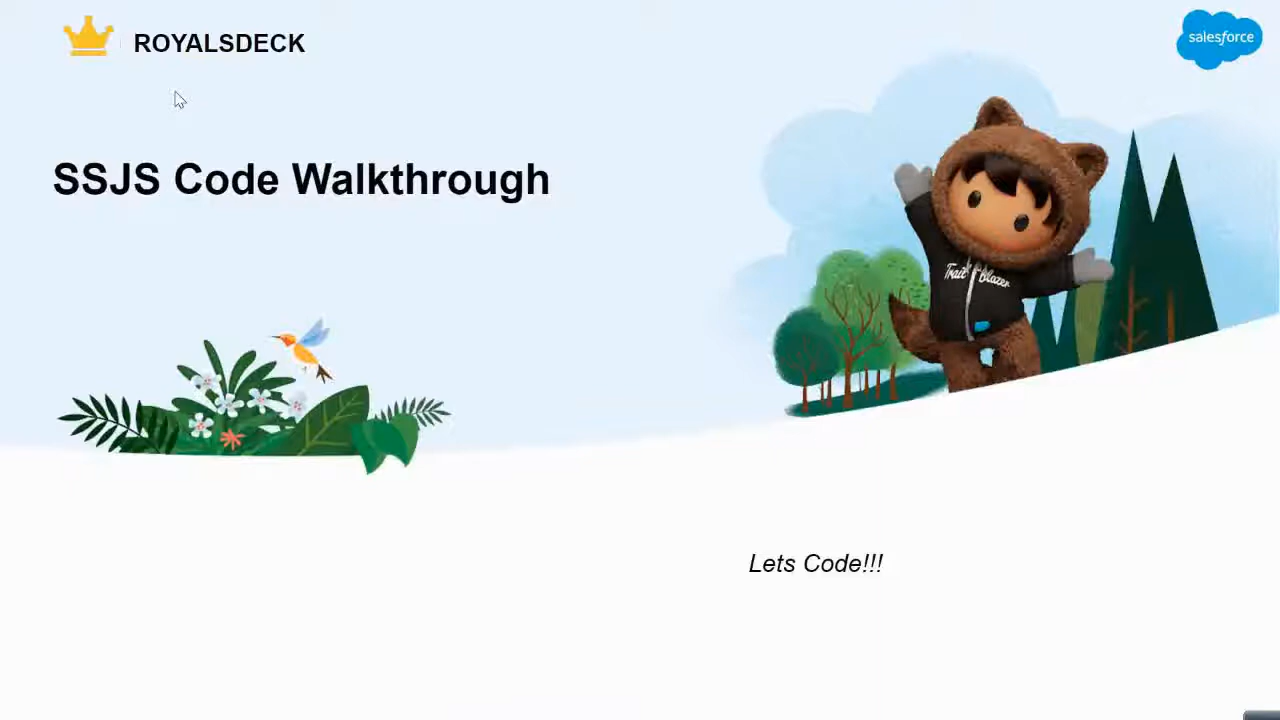 ROYALSDECK
salesforce
SSJS Code Walkthrough
Trail blazer
Lets Code!!!